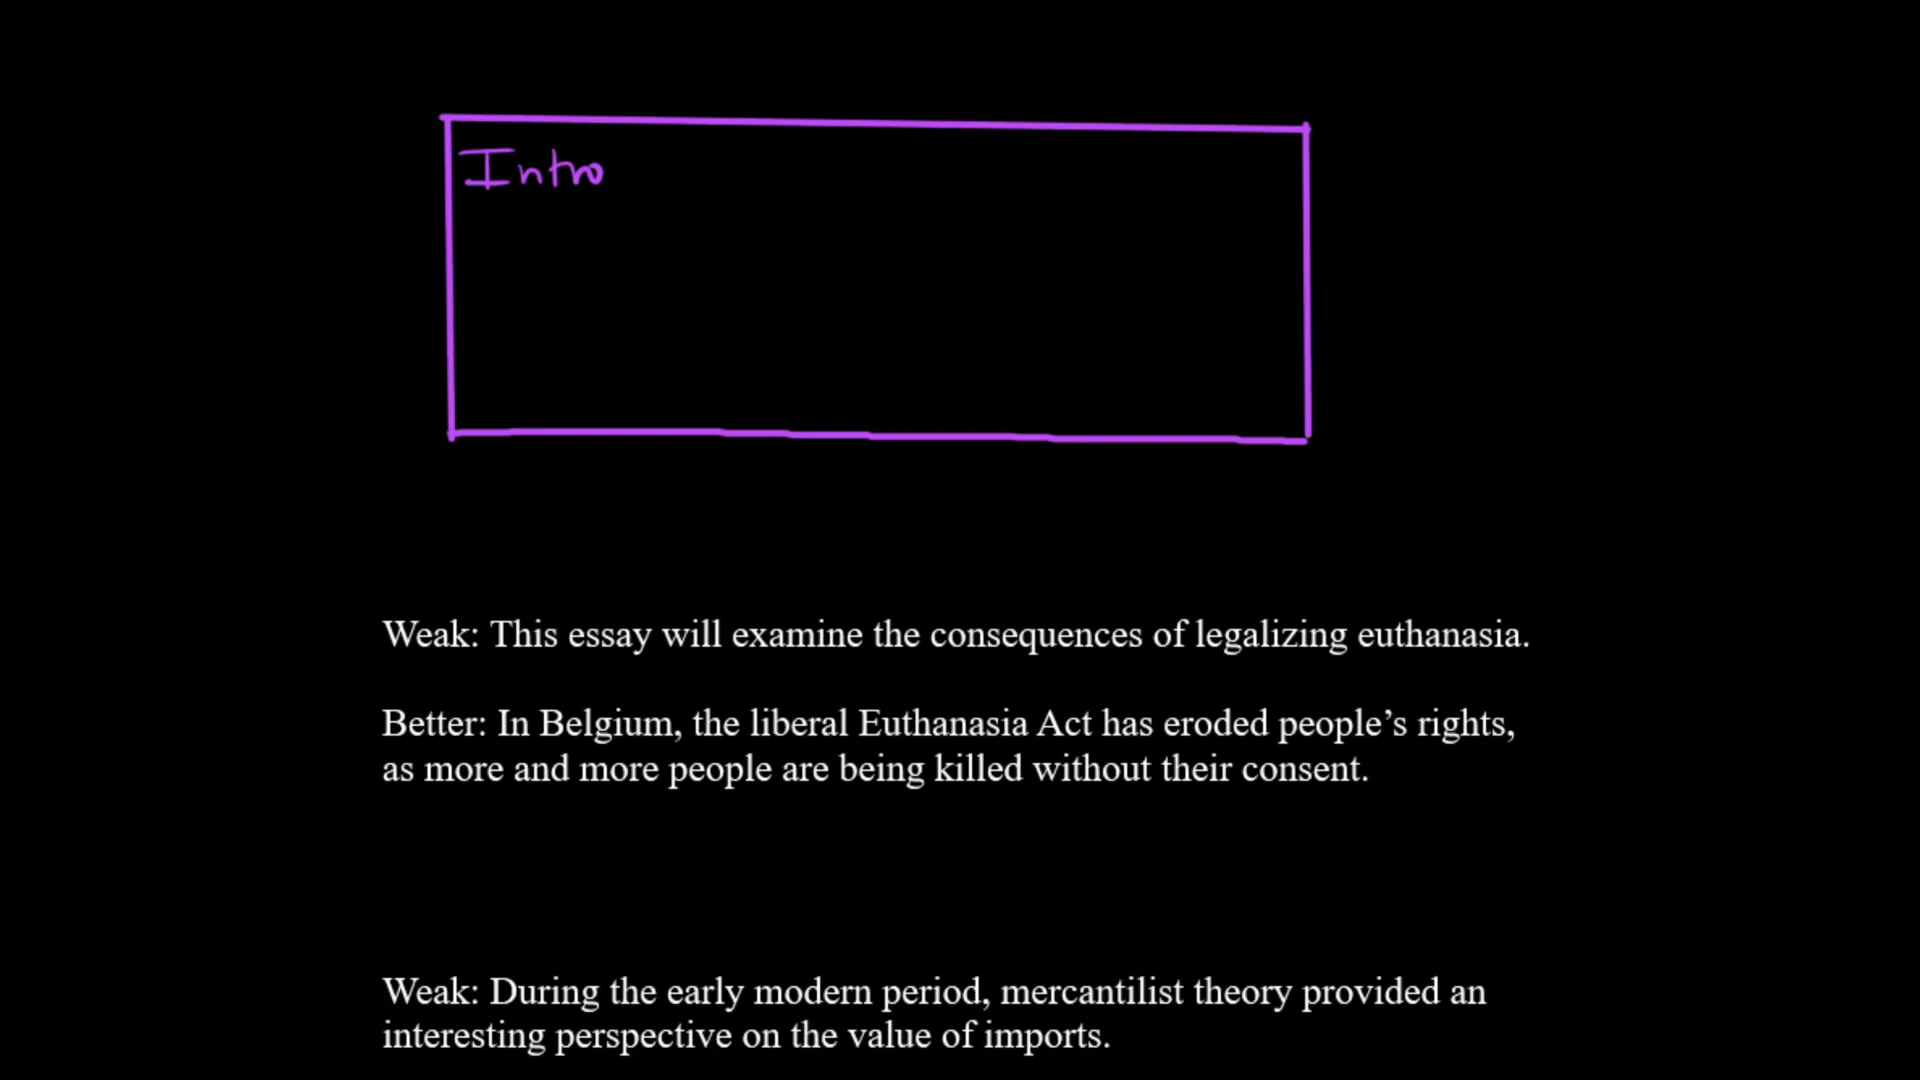 Intro
Weak: This essay will examine the consequences of legalizing euthanasia.
Better: In Belgium, the liberal Euthanasia Act has eroded people’s rights,
as more and more people are being killed without their consent.
Weak: During the early modern period, mercantilist theory provided an
interesting perspective on the value of imports.